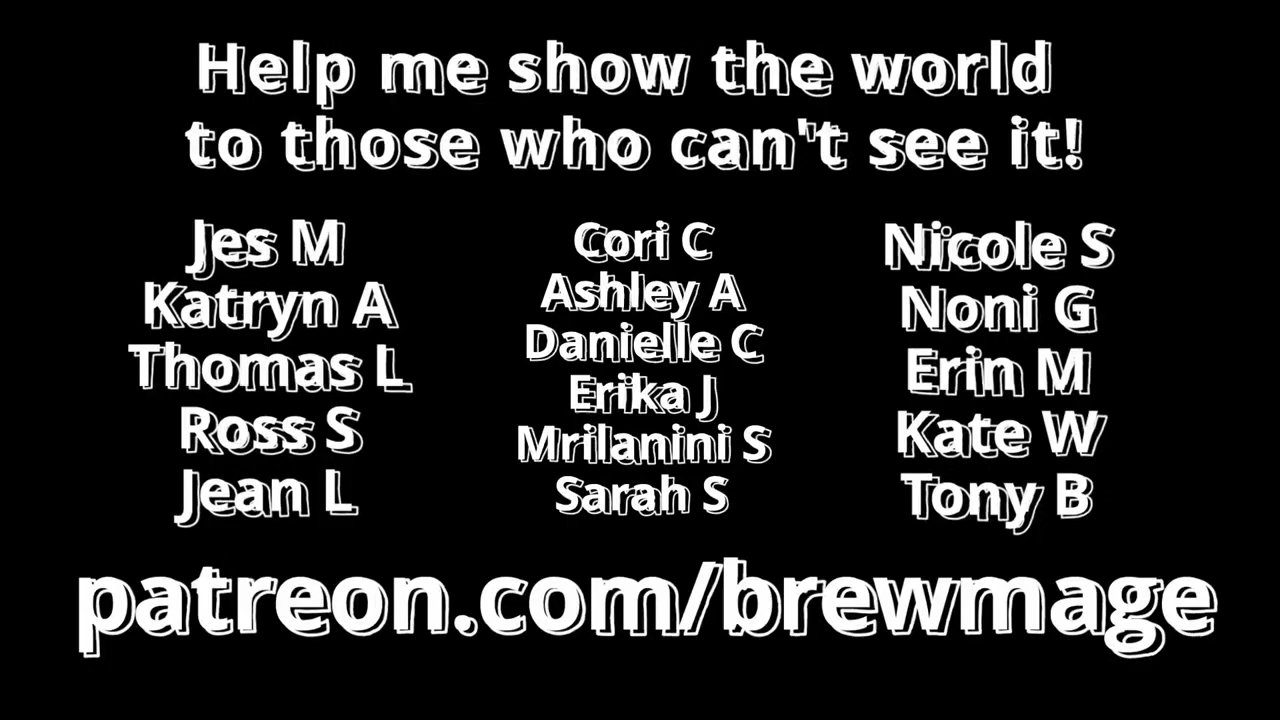 Help me show the world
to those who can't see it!
Jes M
Katryn A
Thomas L
Ross S
Jean L
Cori C
Ashley A
Danielle C
Erika J
Mrilanini S
Sarah S
Nicole S
Noni G
Erin M
Kate W
Tony B
patreon.com/brewmage